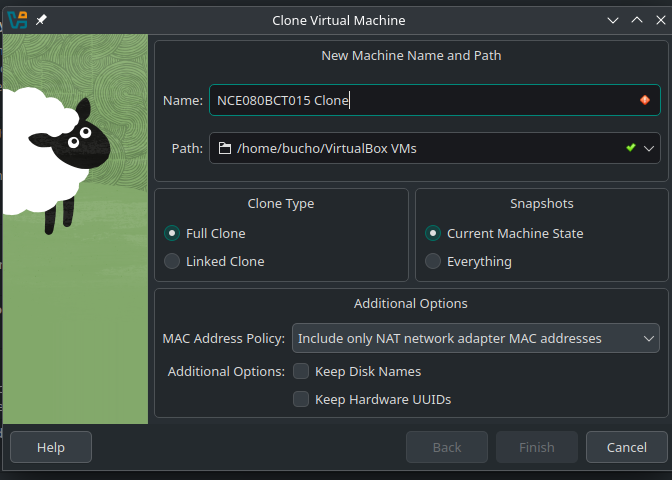 Clone Virtual Machine
New Machine Name and Path
Name: NCE080BCT015 Clone
Path: /home/bucho/VirtualBox VMs
Clone Type
Full Clone
Linked Clone
Snapshots
Current Machine State
Everything
Additional Options
MAC Address Policy: Include only NAT network adapter MAC addresses
Additional Options: Keep Disk Names
Keep Hardware UUIDs
Help Back Finish Cancel